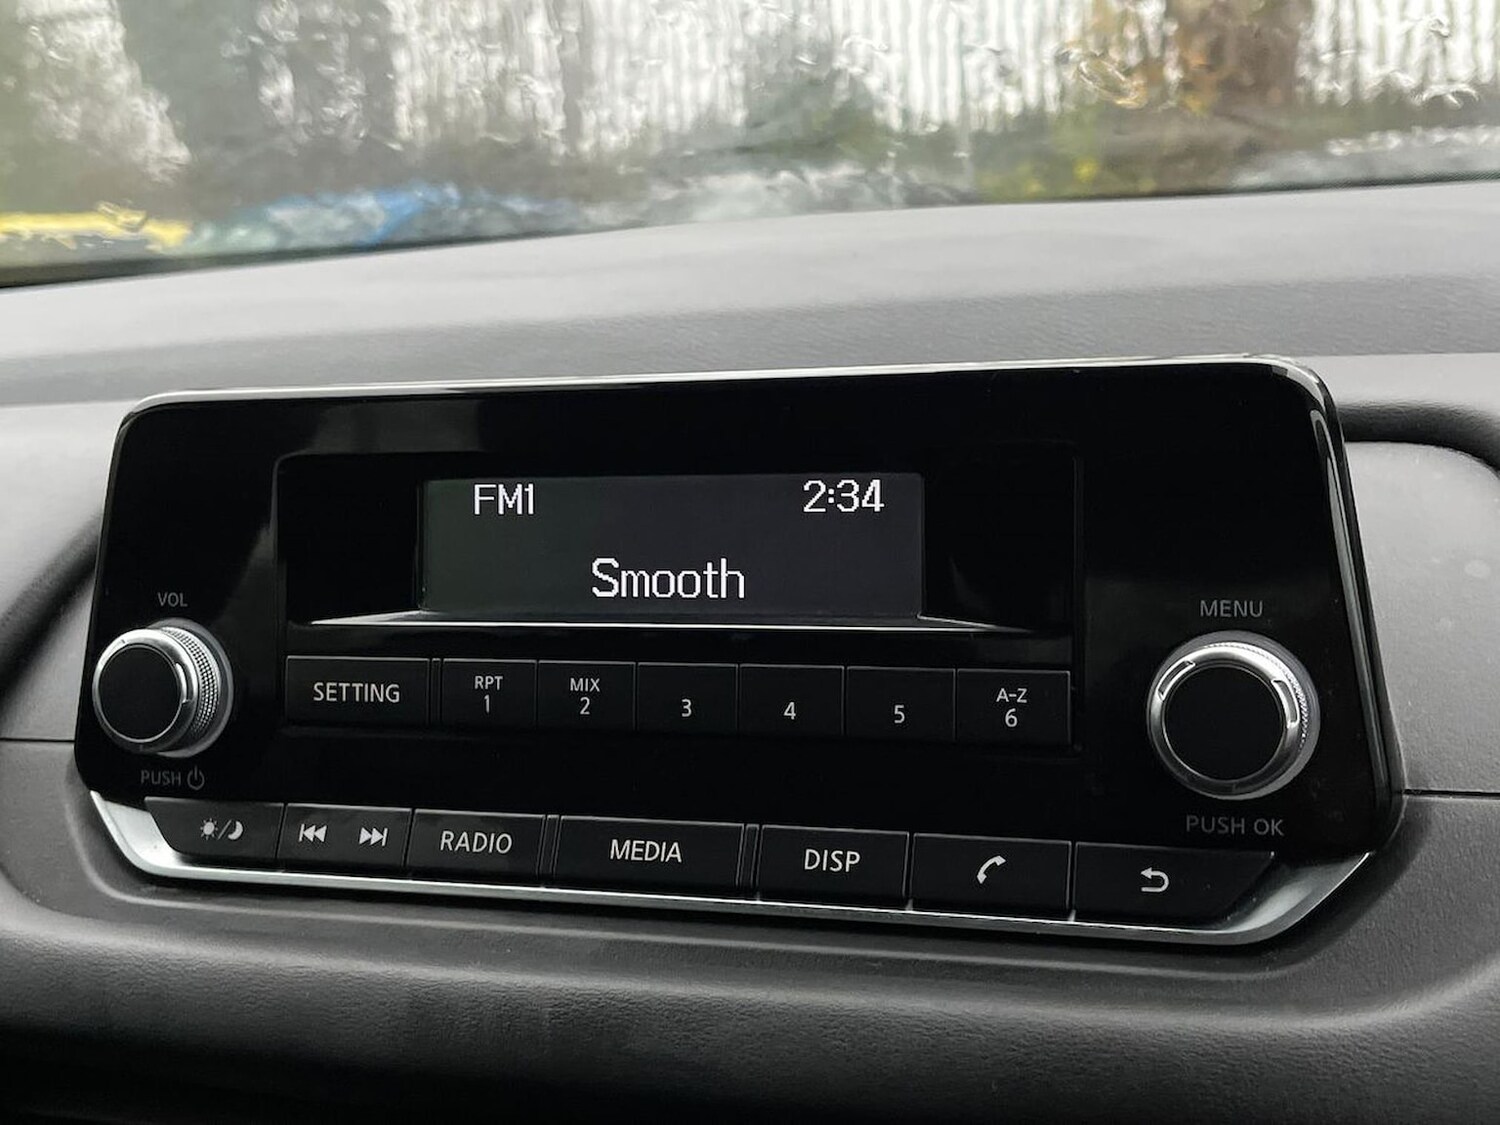 FM1 2:34
Smooth
VOL
MENU
SETTING
RPT
1
MIX
2
3
4
5
A-Z
6
PUSH
PUSH OK
RADIO
MEDIA
DISP